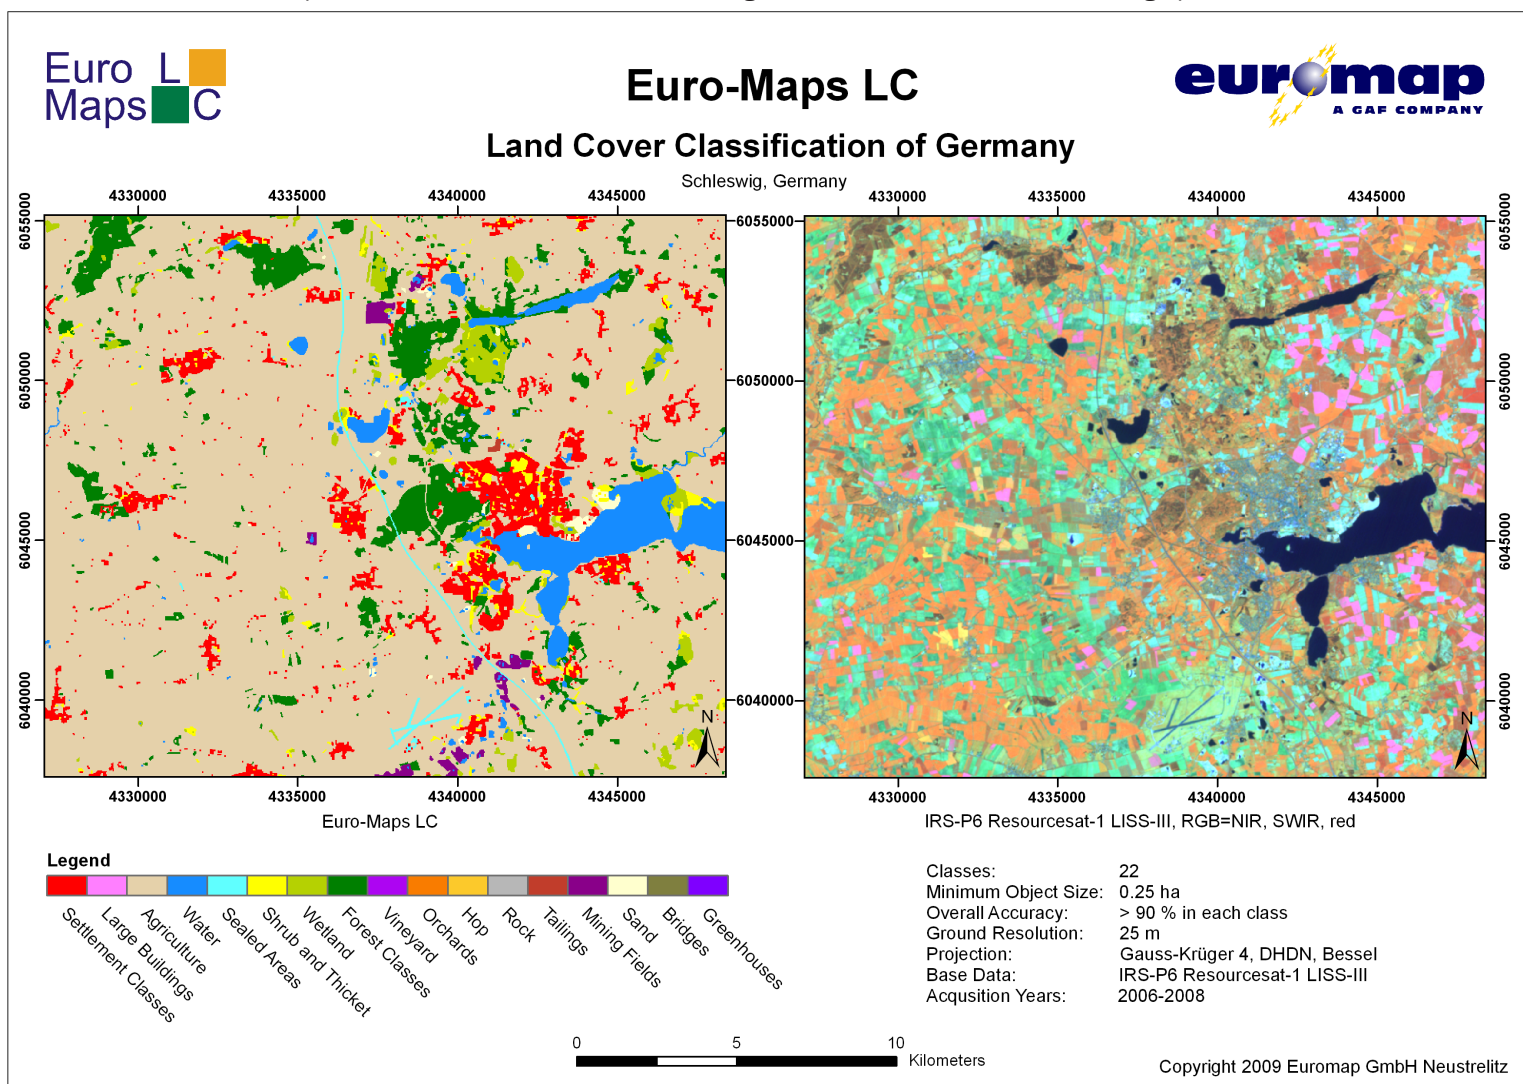 Euro L
Maps C
Euro-Maps LC
euromap
A GAF COMPANY
Land Cover Classification of Germany
Schleswig, Germany
4330000 4335000 4340000 4345000
4330000 4335000 4340000 4345000
6055000 6050000 6045000 6040000
6055000 6050000 6045000 6040000
6055000 6050000 6045000 6040000
N
N
4330000 4335000 4340000 4345000
4330000 4335000 4340000 4345000
Euro-Maps LC
IRS-P6 Resourcesat-1 LISS-III, RGB=NIR, SWIR, red
Legend
Settlement Classes
Large Buildings
Agriculture
Water
Sealed Areas
Shrub and Thicket
Wetland
Forest Classes
Vineyard
Orchards
Hop
Rock
Tailings
Mining Fields
Sand
Bridges
Greenhouses
Classes: 22
Minimum Object Size: 0.25 ha
Overall Accuracy: > 90 % in each class
Ground Resolution: 25 m
Projection: Gauss-Krüger 4, DHDN, Bessel
Base Data: IRS-P6 Resourcesat-1 LISS-III
Acqusition Years: 2006-2008
0 5 10
Kilometers
Copyright 2009 Euromap GmbH Neustrelitz